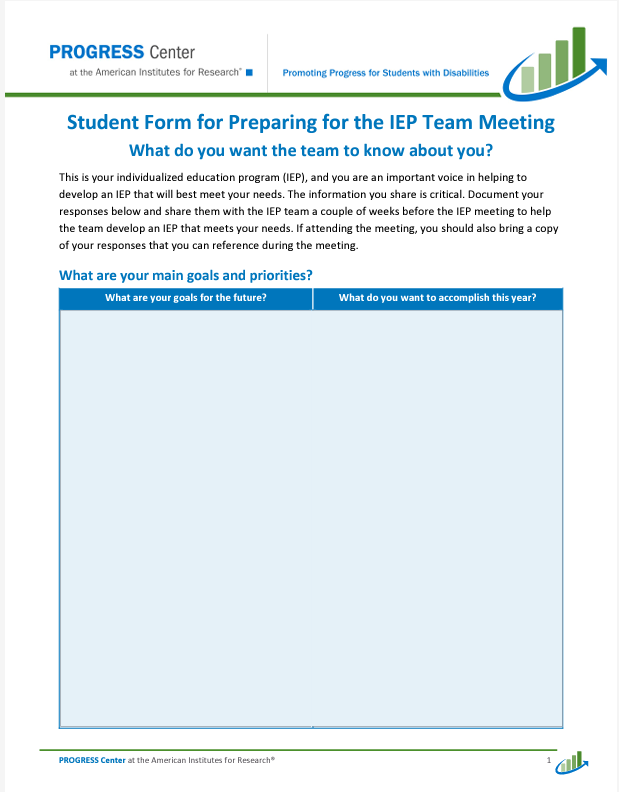 PROGRESS Center
at the American Institutes for Research®
Promoting Progress for Students with Disabilities
Student Form for Preparing for the IEP Team Meeting
What do you want the team to know about you?
This is your individualized education program (IEP), and you are an important voice in helping to
develop an IEP that will best meet your needs. The information you share is critical. Document your
responses below and share them with the IEP team a couple of weeks before the IEP meeting to help
the team develop an IEP that meets your needs. If attending the meeting, you should also bring a copy
of your responses that you can reference during the meeting.
What are your main goals and priorities?
What are your goals for the future? What do you want to accomplish this year?
PROGRESS Center at the American Institutes for Research® 1